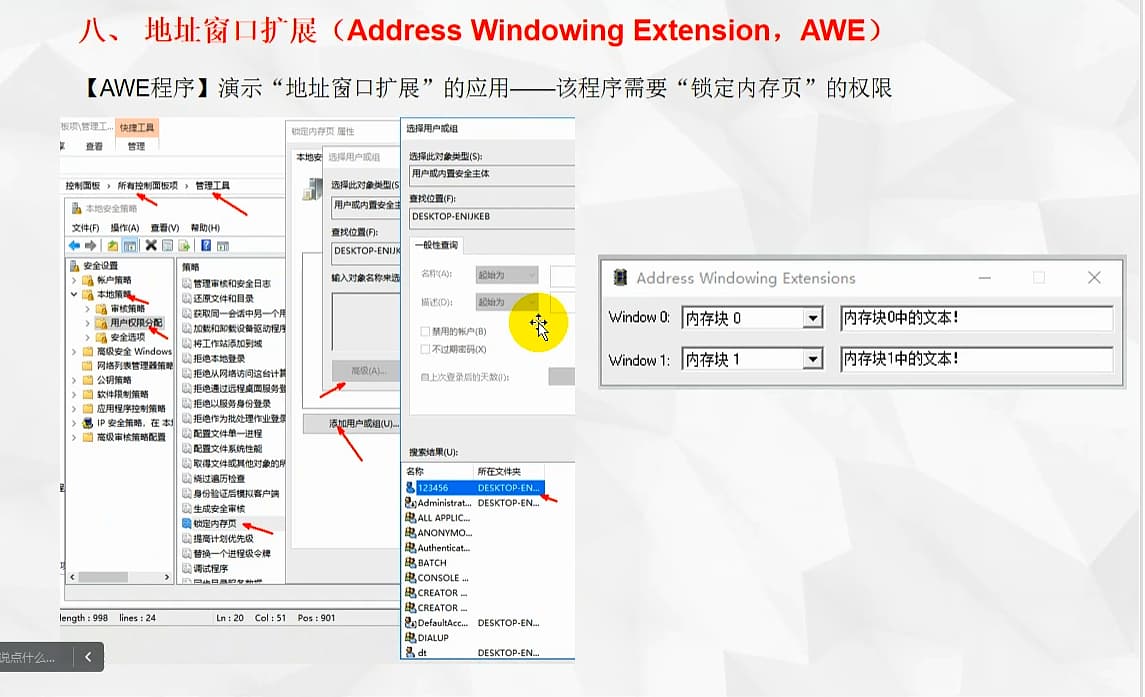 八、 地址窗口扩展（Address Windowing Extension，AWE）
【AWE程序】演示“地址窗口扩展”的应用——该程序需要“锁定内存页”的权限
板项\管理工...
快捷工具
查看
管理
控制面板 › 所有控制面板项 › 管理工具
本地安全策略
文件(F) 操作(A) 查看(V) 帮助(H)
安全设置
帐户策略
本地策略
审核策略
用户权限分配
安全选项
高级安全 Windows
网络列表管理器策略
公钥策略
软件限制策略
应用程序控制策略
IP 安全策略，在 本
高级审核策略配置
策略
管理审核和安全日志
还原文件和目录
获取同一会话中另一个用
加载和卸载设备驱动程序
将工作站添加到域
拒绝本地登录
拒绝从网络访问这台计算
拒绝通过远程桌面服务登
拒绝以服务身份登录
拒绝作为批处理作业登录
配置文件单一进程
配置文件系统性能
取得文件或其他对象的所
绕过遍历检查
身份验证后模拟客户端
生成安全审核
锁定内存页
提高计划优先级
替换一个进程级令牌
调试程序
length : 998 lines : 24
Ln : 20 Col : 51 Pos : 901
说点什么...
锁定内存页 属性
本地安
选择用户或组
选择此对象类型(S
用户或内置安全主
查找位置(F):
DESKTOP-ENIJK
输入对象名称来选
高级(A)...
添加用户或组(U)...
选择用户或组
选择此对象类型(S):
用户或内置安全主体
查找位置(F):
DESKTOP-ENIJKEB
一般性查询
名称(A): 起始为
描述(D): 起始为
禁用的帐户(B)
不过期密码(X)
自上次登录后的天数(I):
搜索结果(U):
名称 所在文件夹
123456 DESKTOP-EN...
Administrat... DESKTOP-EN...
ALL APPLIC...
ANONYMO...
Authenticat...
BATCH
CONSOLE ...
CREATOR ...
CREATOR ...
DefaultAcc... DESKTOP-EN...
DIALUP
dt DESKTOP-EN...
Address Windowing Extensions
Window 0: 内存块 0 内存块0中的文本!
Window 1: 内存块 1 内存块1中的文本!